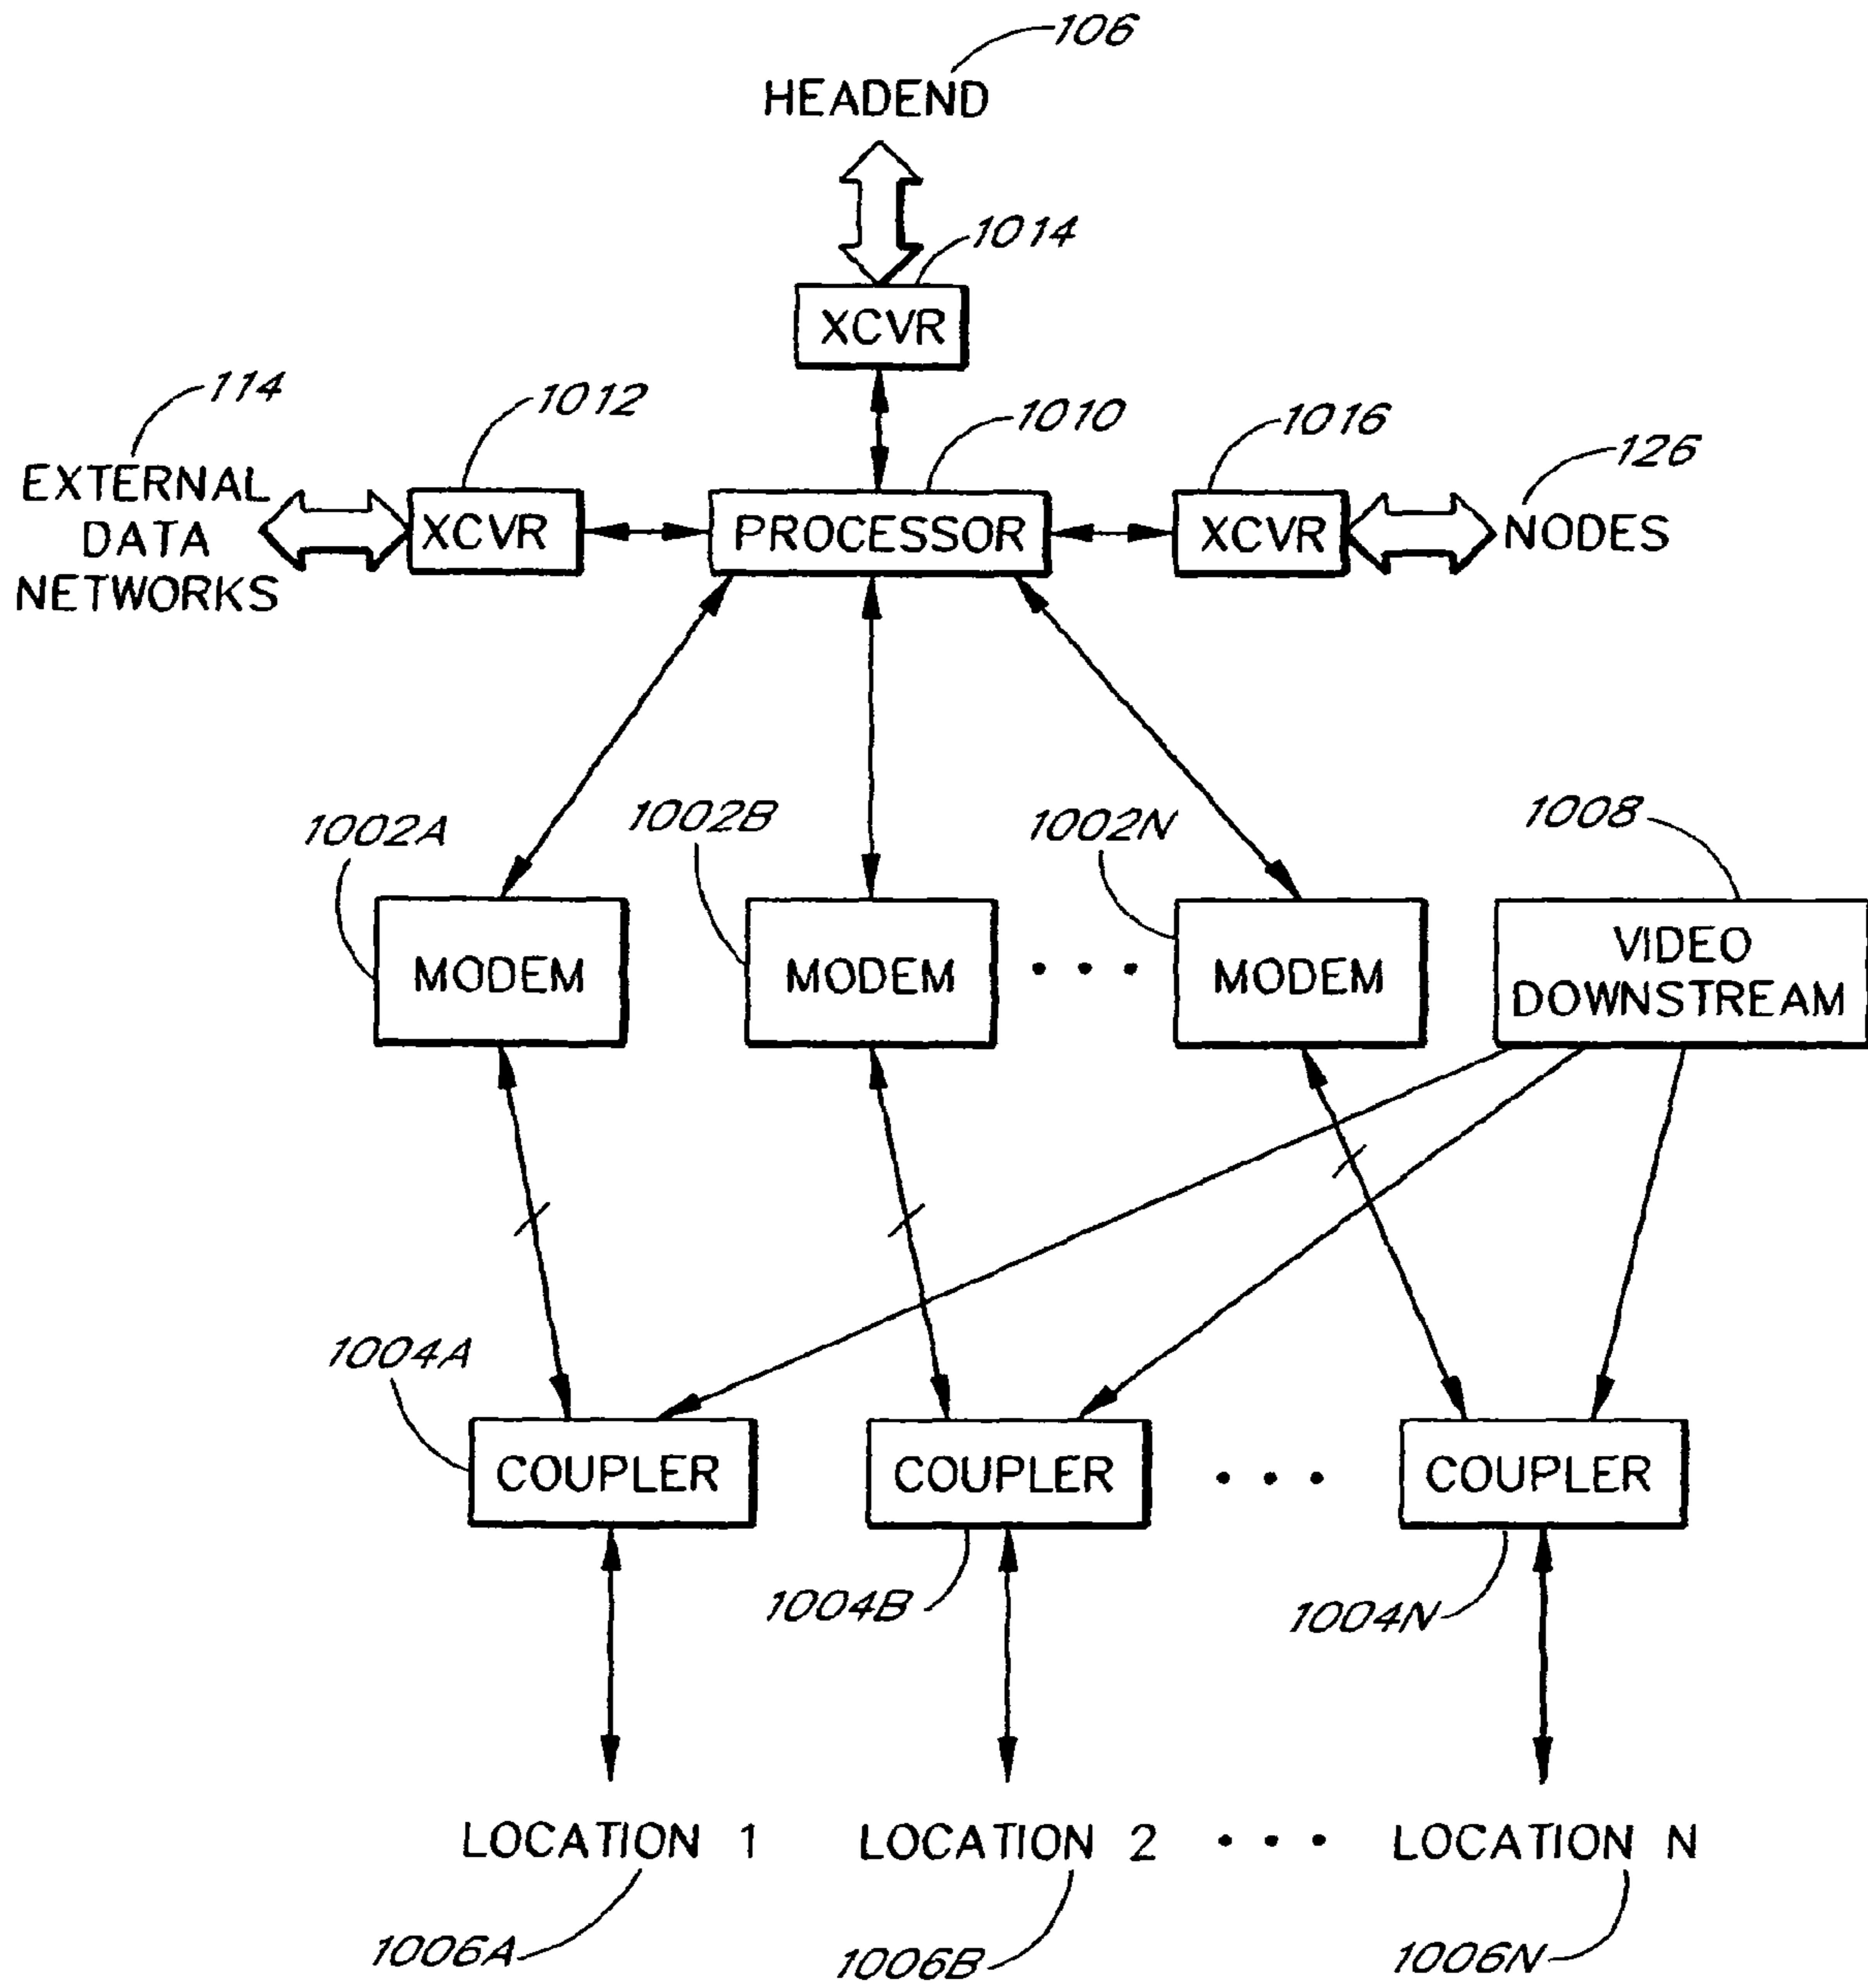 106
HEADEND
1014
XCVR
114
1012
1010
1016
126
EXTERNAL
DATA
NETWORKS
XCVR
PROCESSOR
XCVR
NODES
1002A
1002B
1002N
1008
MODEM
MODEM
• • •
MODEM
VIDEO
DOWNSTREAM
1004A
COUPLER
COUPLER
• • •
COUPLER
1004B
1004N
LOCATION 1
LOCATION 2
• • •
LOCATION N
1006A
1006B
1006N